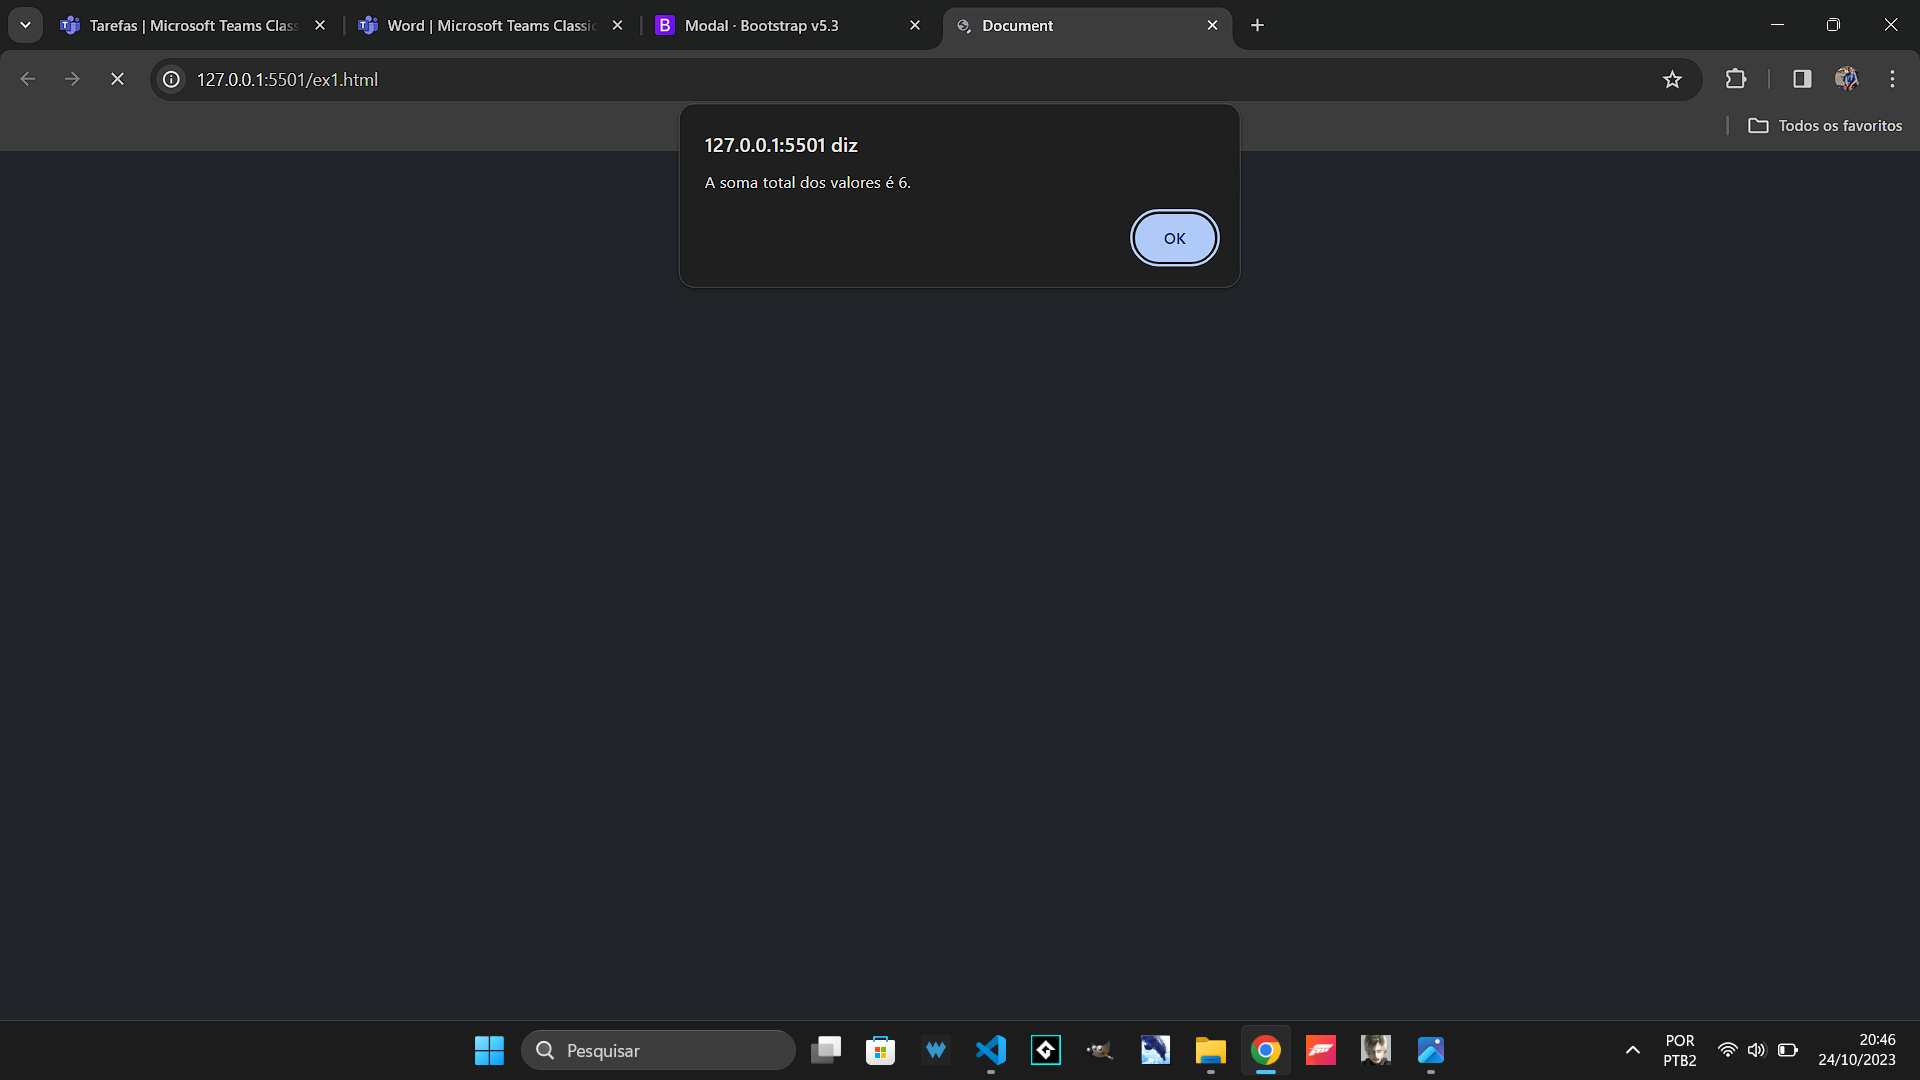 Tarefas | Microsoft Teams Class
Word | Microsoft Teams Classic
Modal · Bootstrap v5.3
Document
127.0.0.1:5501/ex1.html
Todos os favoritos
127.0.0.1:5501 diz
A soma total dos valores é 6.
OK
Pesquisar
POR
PTB2
20:46
24/10/2023